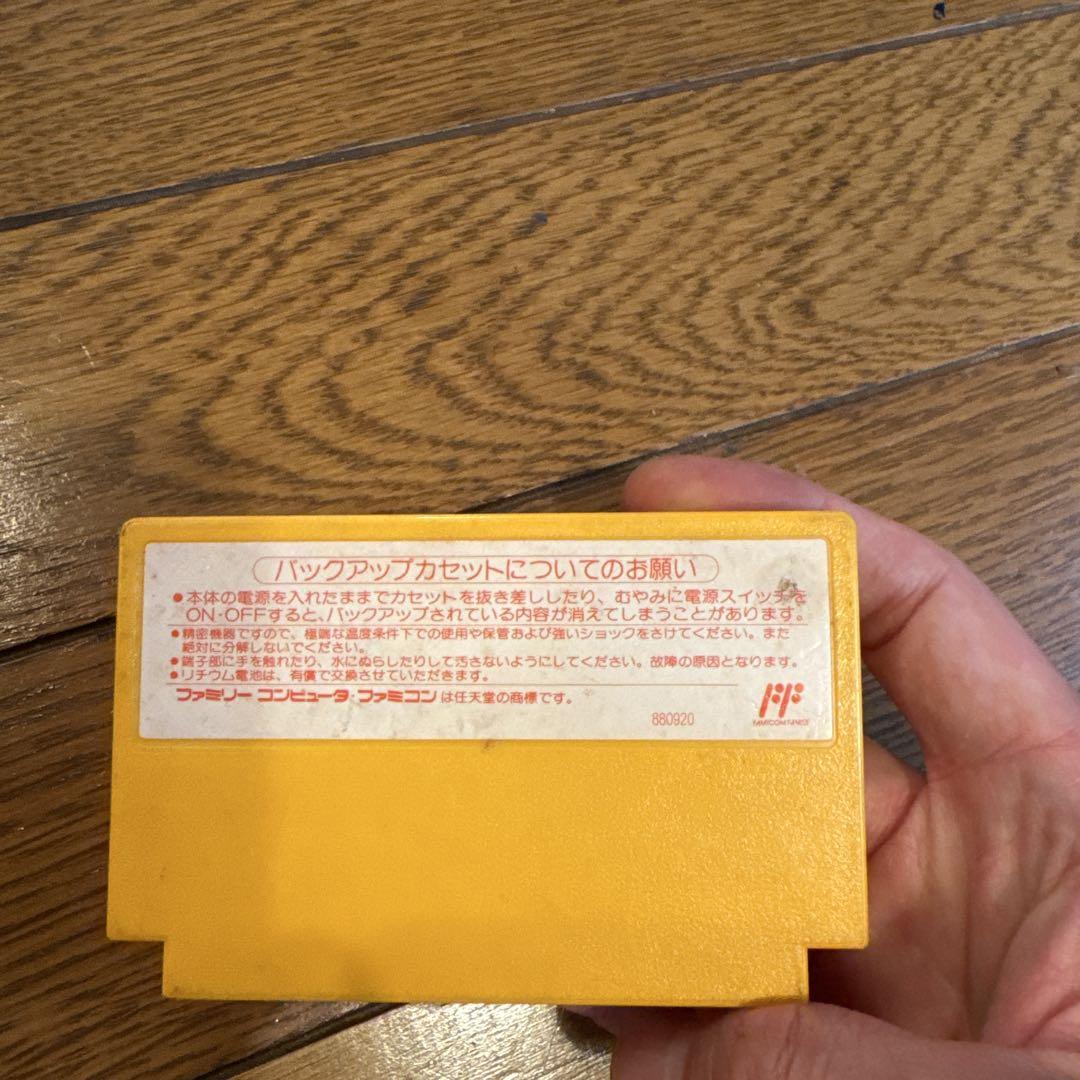 バックアップカセットについてのお願い
●本体の電源を入れたままでカセットを抜き差ししたり、むやみに電源スイッチを
ON・OFFすると、バックアップされている内容が消えてしまうことがあります。
●精密機器ですので、極端な温度条件下での使用や保管および強いショックをさけてください。また
絶対に分解しないでください。
●端子部に手を触れたり、水にぬらしたりして汚さないようにしてください。故障の原因となります。
●リチウム電池は、有償で交換させていただきます。
ファミリーコンピュータ・ファミコンは任天堂の商標です。
880920